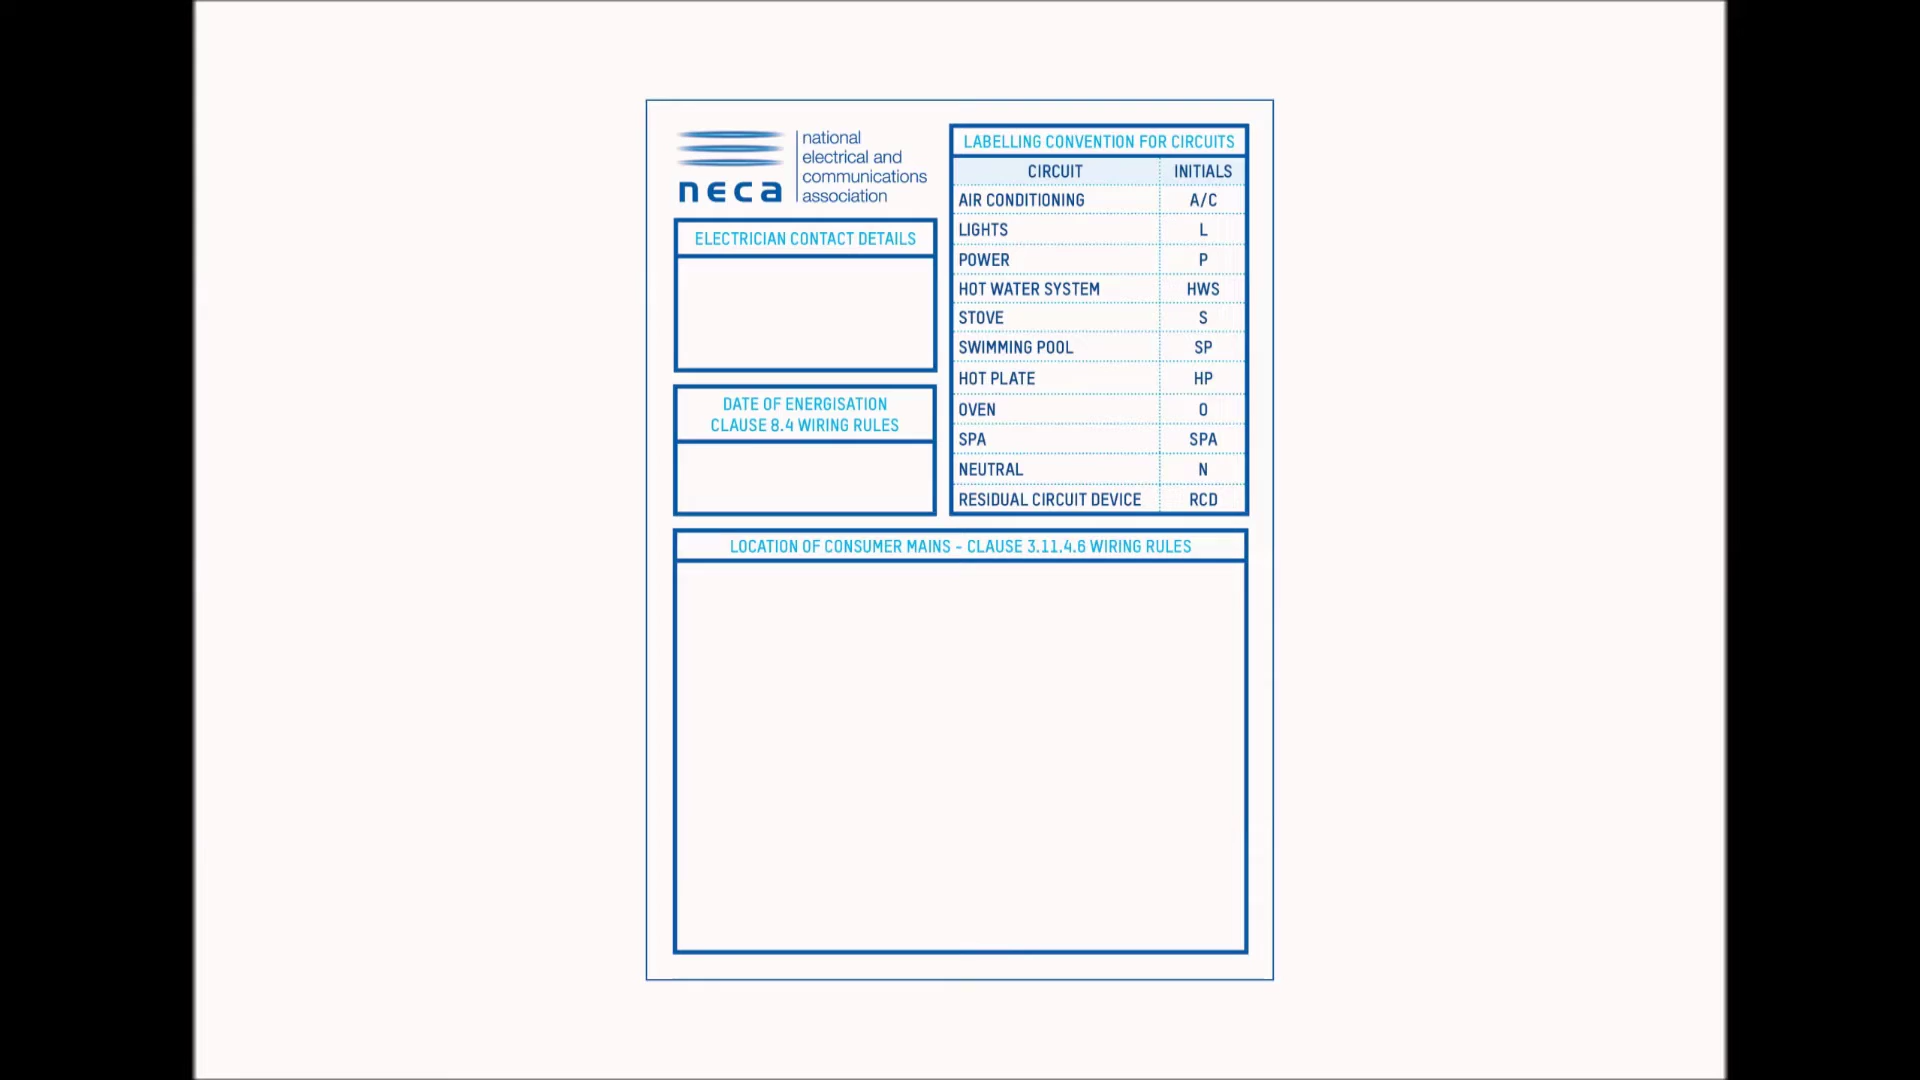 neca
national
electrical and
communications
association
ELECTRICIAN CONTACT DETAILS
DATE OF ENERGISATION
CLAUSE 8.4 WIRING RULES
LABELLING CONVENTION FOR CIRCUITS
CIRCUIT INITIALS
AIR CONDITIONING A/C
LIGHTS L
POWER P
HOT WATER SYSTEM HWS
STOVE S
SWIMMING POOL SP
HOT PLATE HP
OVEN O
SPA SPA
NEUTRAL N
RESIDUAL CIRCUIT DEVICE RCD
LOCATION OF CONSUMER MAINS - CLAUSE 3.11.4.6 WIRING RULES